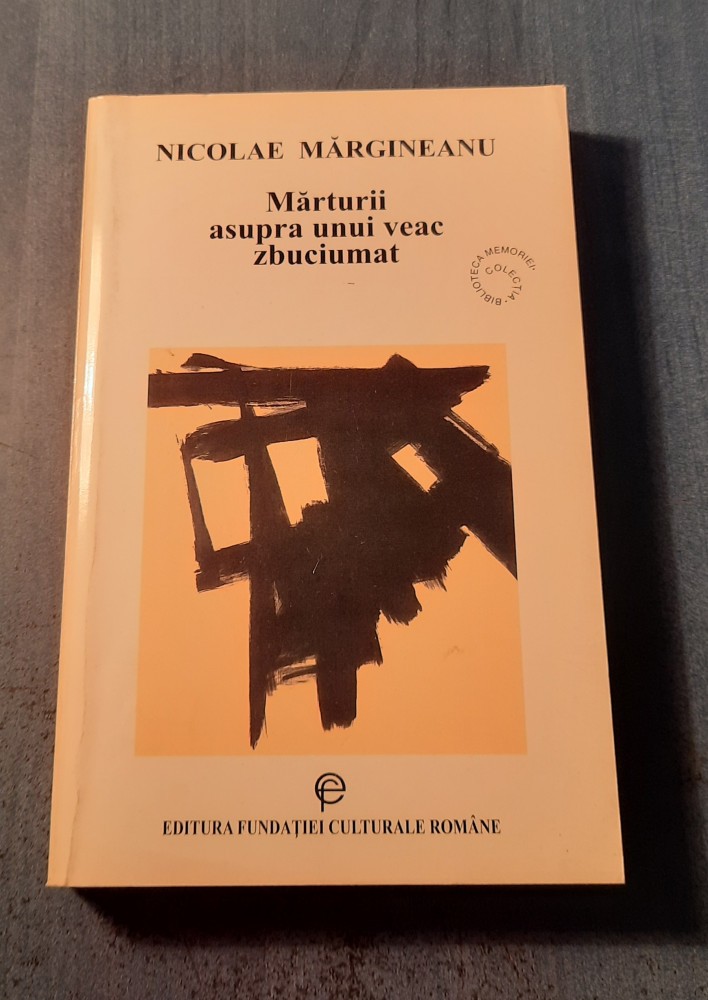 NICOLAE MĂRGINEANU
Mărturii
asupra unui veac
zbuciumat
BIBLIOTECA MEMORIEI·
COLECȚIA ·
EDITURA FUNDAȚIEI CULTURALE ROMÂNE